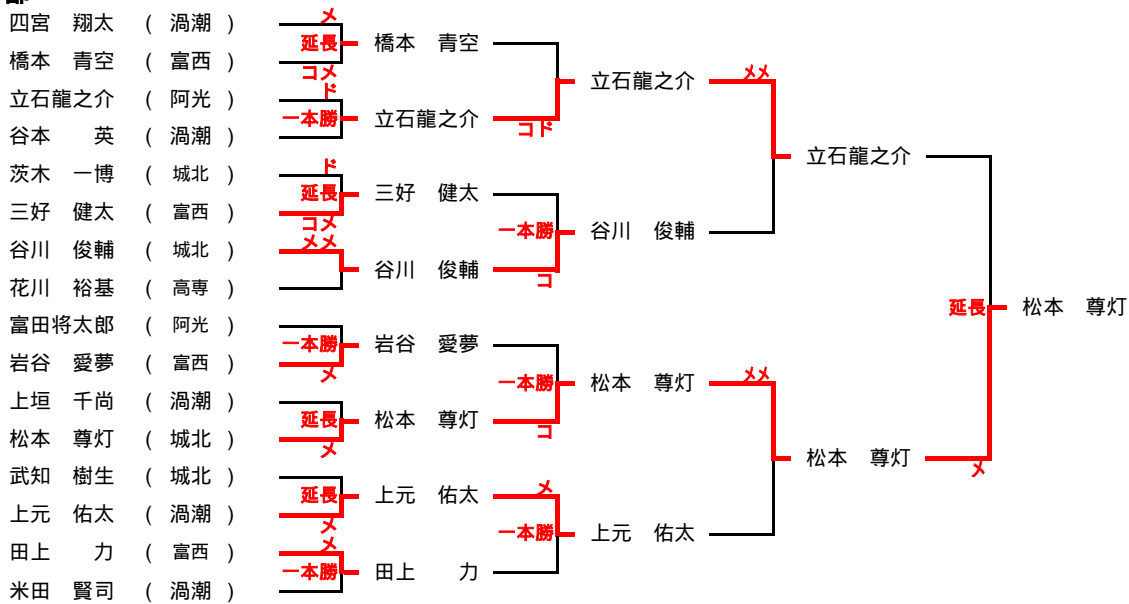 部
四宮　翔太　(　渦潮　)
橋本　青空　(　富西　)
立石龍之介　(　阿光　)
谷本　　英　(　渦潮　)
茨木　一博　(　城北　)
三好　健太　(　富西　)
谷川　俊輔　(　城北　)
花川　裕基　(　高専　)
富田将太郎　(　阿光　)
岩谷　愛夢　(　富西　)
上垣　千尚　(　渦潮　)
松本　尊灯　(　城北　)
武知　樹生　(　城北　)
上元　佑太　(　渦潮　)
田上　　力　(　富西　)
米田　賢司　(　渦潮　)
メ
延長
コメ
ド
一本勝
ド
延長
コメ
メメ
一本勝
メ
延長
メ
延長
メ
メ
一本勝
橋本　青空
立石龍之介
三好　健太
谷川　俊輔
岩谷　愛夢
松本　尊灯
上元　佑太
田上　　力
コド
一本勝
コ
一本勝
コ
メ
一本勝
立石龍之介
谷川　俊輔
松本　尊灯
上元　佑太
メメ
メメ
立石龍之介
松本　尊灯
延長
メ
松本　尊灯